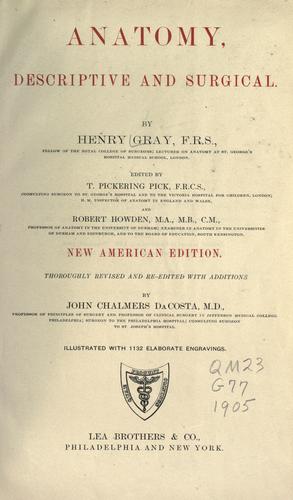 ANATOMY,
DESCRIPTIVE AND SURGICAL.
BY
HENRY GRAY, F.R.S.,
FELLOW OF THE ROYAL COLLEGE OF SURGEONS; LECTURER ON ANATOMY AT ST. GEORGE'S
HOSPITAL MEDICAL SCHOOL, LONDON.
EDITED BY
T. PICKERING PICK, F.R.C.S.,
CONSULTING SURGEON TO ST. GEORGE'S HOSPITAL AND TO THE VICTORIA HOSPITAL FOR CHILDREN, LONDON;
H. M. INSPECTOR OF ANATOMY IN ENGLAND AND WALES,
AND
ROBERT HOWDEN, M.A., M.B., C.M.,
PROFESSOR OF ANATOMY IN THE UNIVERSITY OF DURHAM; EXAMINER IN ANATOMY IN THE UNIVERSITIES
OF DURHAM AND EDINBURGH, AND TO THE BOARD OF EDUCATION, SOUTH KENSINGTON.
NEW AMERICAN EDITION.
THOROUGHLY REVISED AND RE-EDITED WITH ADDITIONS
BY
JOHN CHALMERS DACOSTA, M.D.,
PROFESSOR OF PRINCIPLES OF SURGERY AND PROFESSOR OF CLINICAL SURGERY IN JEFFERSON MEDICAL COLLEGE
PHILADELPHIA; SURGEON TO THE PHILADELPHIA HOSPITAL; CONSULTING SURGEON
TO ST. JOSEPH'S HOSPITAL.
ILLUSTRATED WITH 1132 ELABORATE ENGRAVINGS.
QM23
G77
1905
LEA BROTHERS & CO.,
PHILADELPHIA AND NEW YORK.